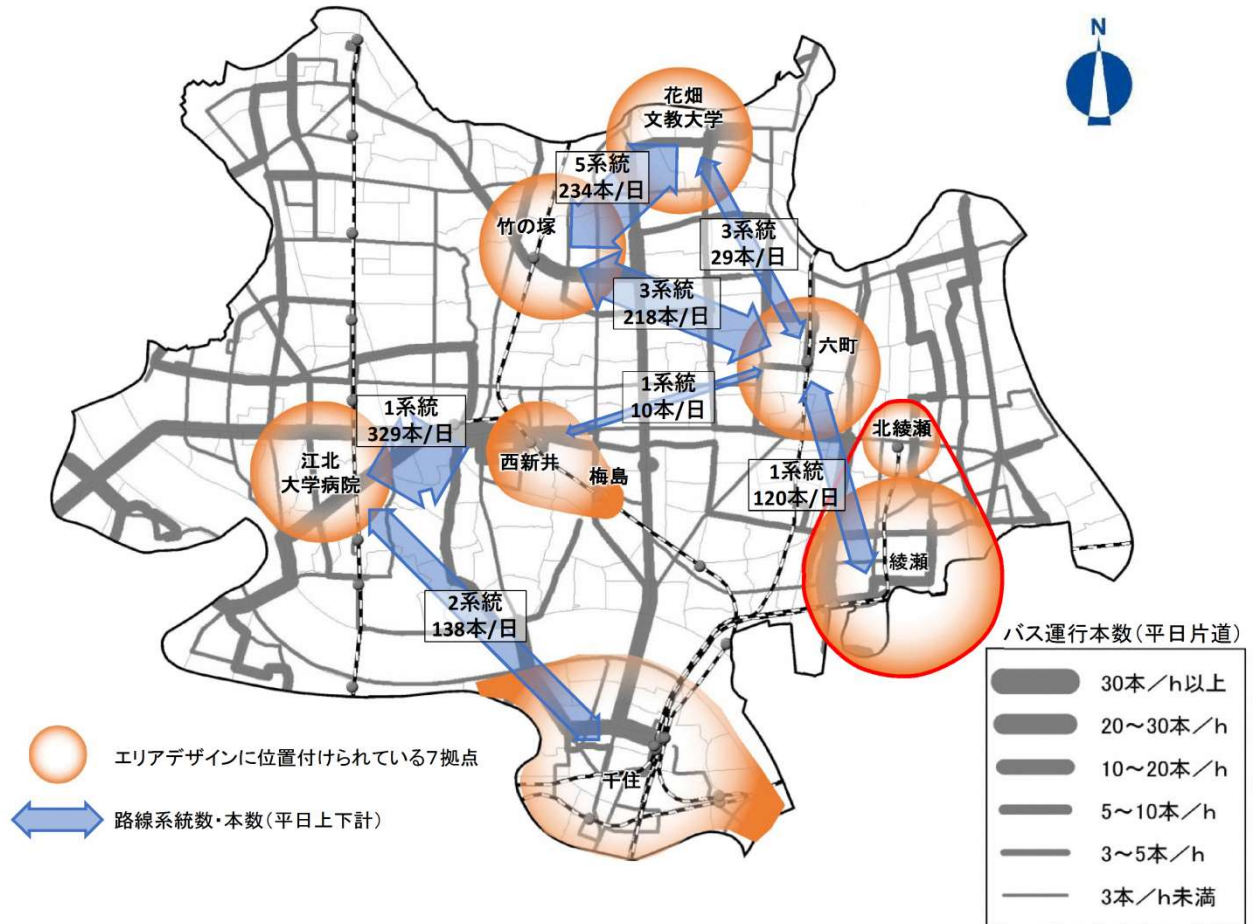 N
花畑
文教大学
5系統
234本/日
竹の塚
3系統
29本/日
3系統
218本/日
六町
1系統
10本/日
1系統
329本/日
北綾瀬
江北
大学病院
西新井
梅島
1系統
120本/日
綾瀬
2系統
138本/日
千住
エリアデザインに位置付けられている7拠点
路線系統数・本数(平日上下計)
バス運行本数(平日片道)
30本/h以上
20～30本/h
10～20本/h
5～10本/h
3～5本/h
3本/h未満